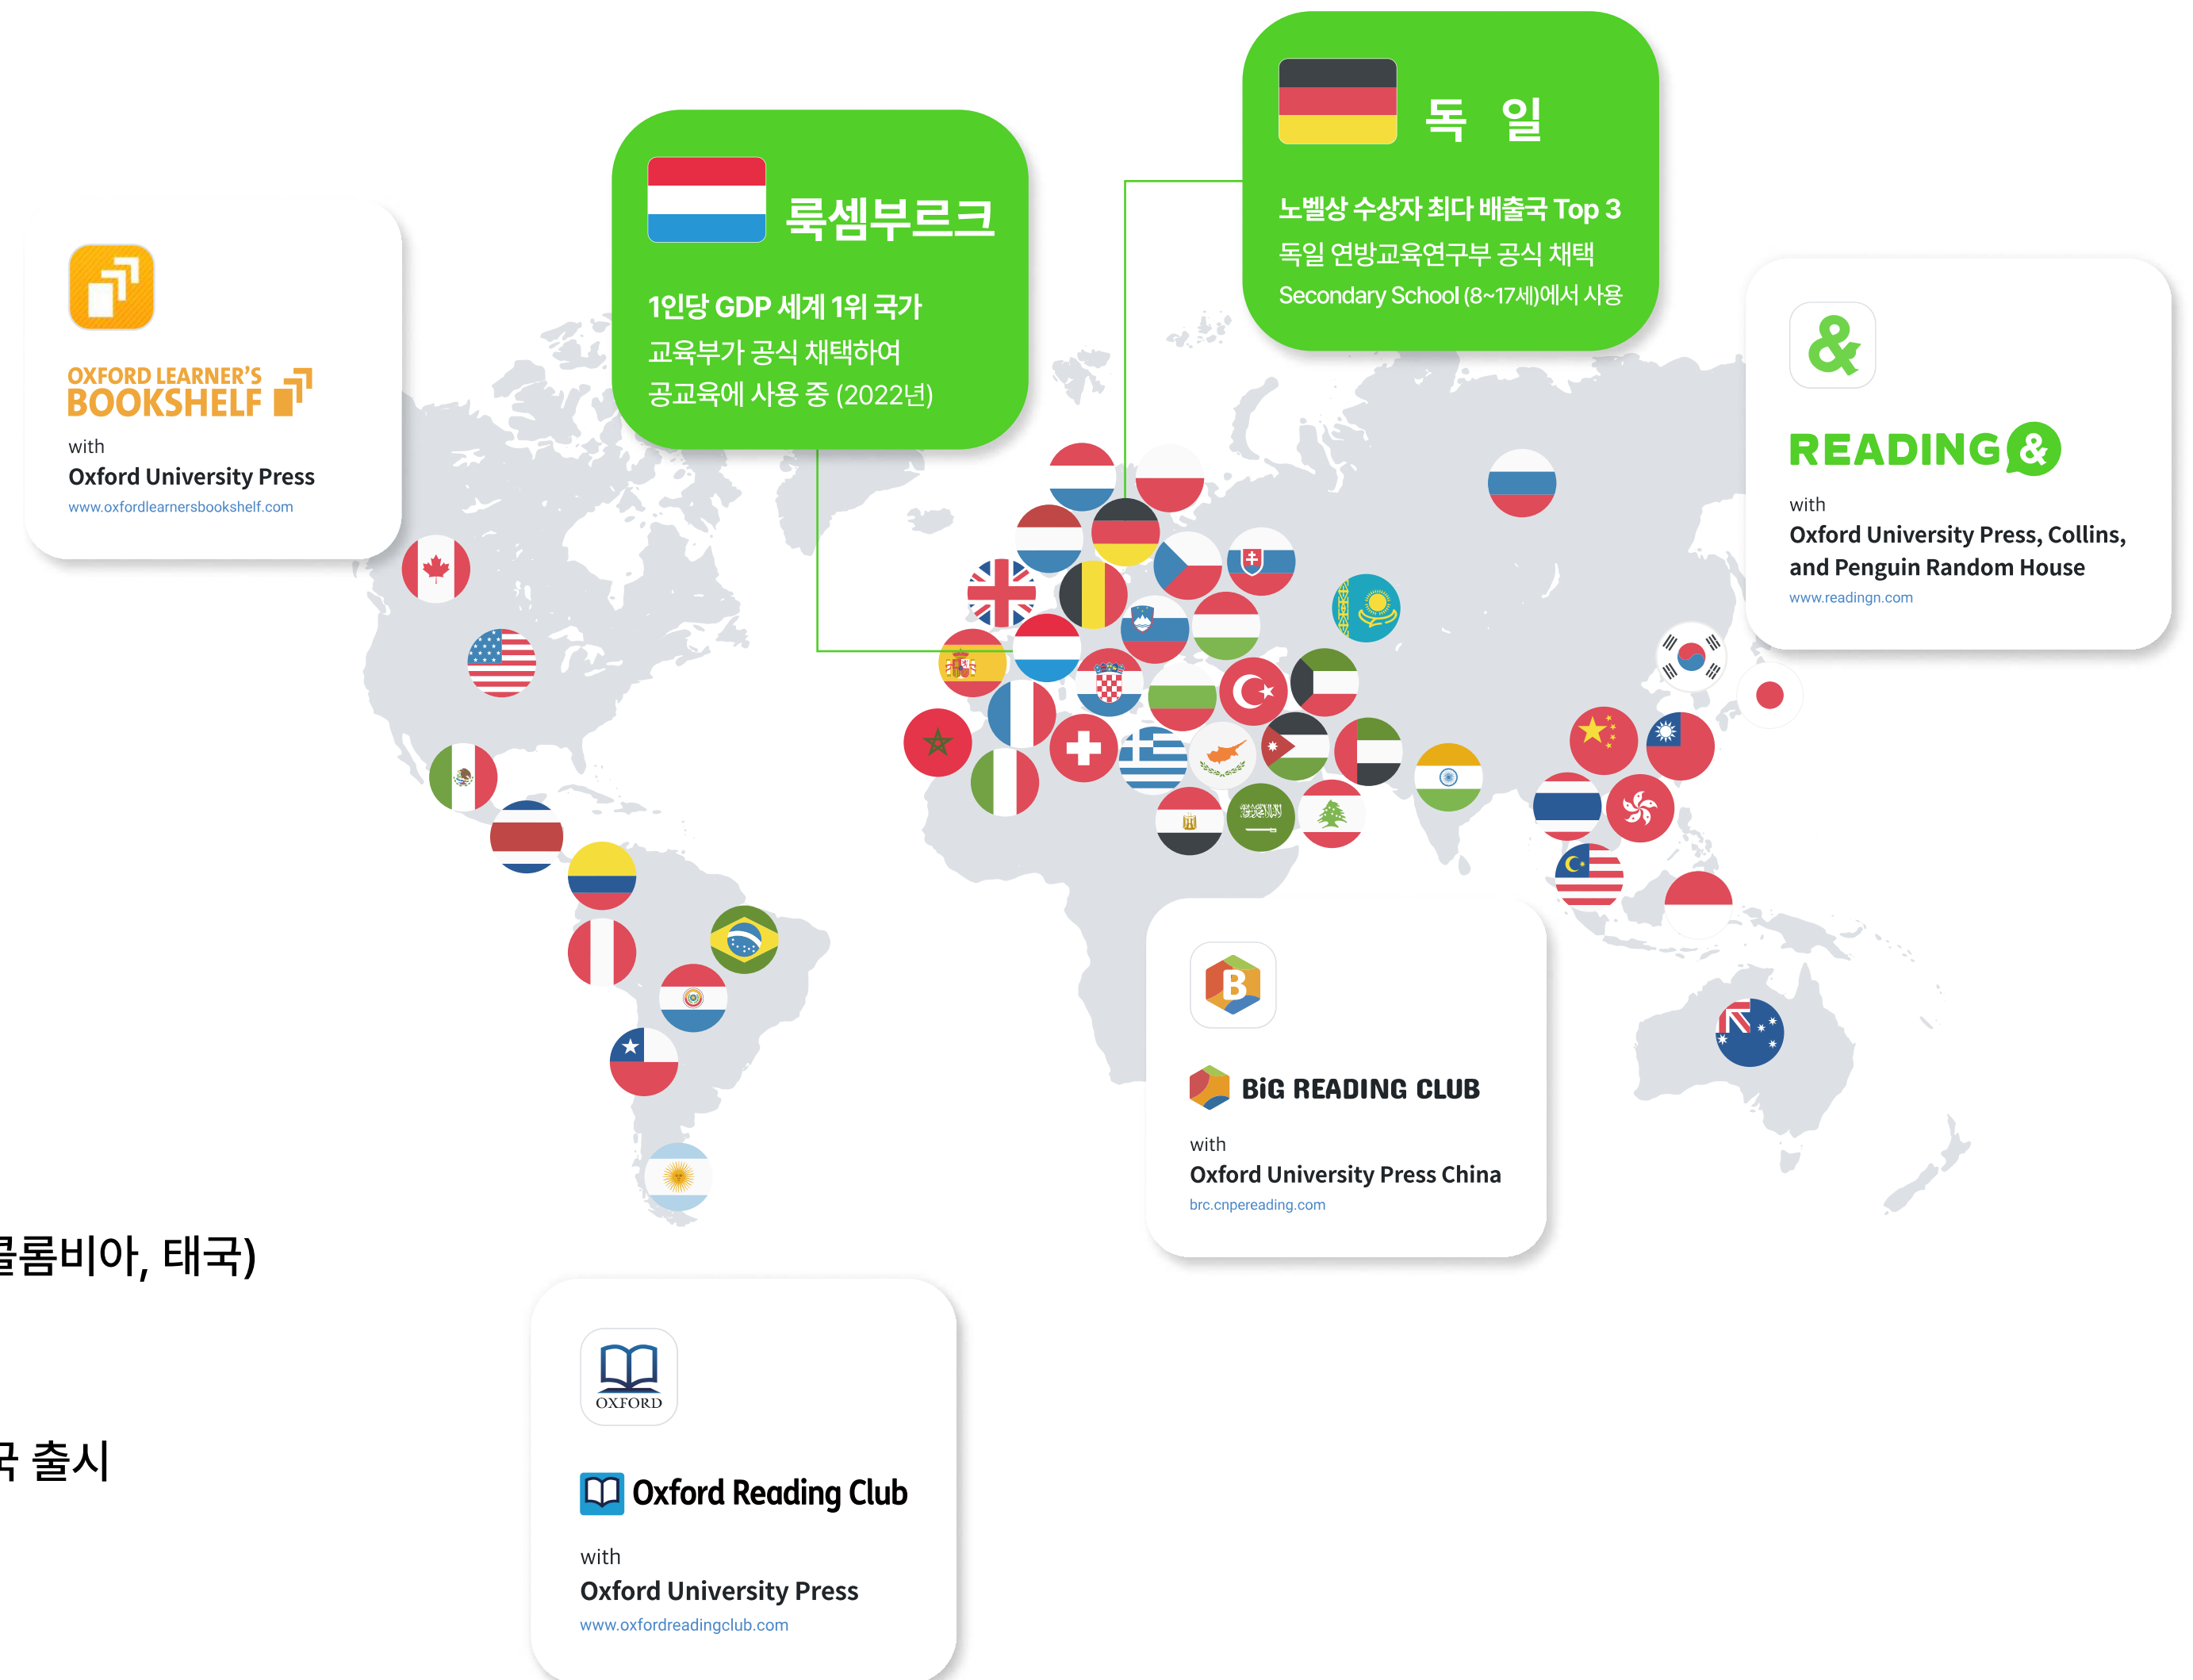 독 일
노벨상 수상자 최다 배출국 Top 3
독일 연방교육연구부 공식 채택
Secondary School (8~17세)에서 사용
룩셈부르크
1인당 GDP 세계 1위 국가
교육부가 공식 채택하여
공교육에 사용 중 (2022년)
OXFORD LEARNER'S
BOOKSHELF
with
Oxford University Press
www.oxfordlearnersbookshelf.com
&
READING &
with
Oxford University Press, Collins,
and Penguin Random House
www.readingn.com
B
BiG READING CLUB
with
Oxford University Press China
brc.cnpereading.com
콜롬비아, 태국)
국 출시
OXFORD
Oxford Reading Club
with
Oxford University Press
www.oxfordreadingclub.com